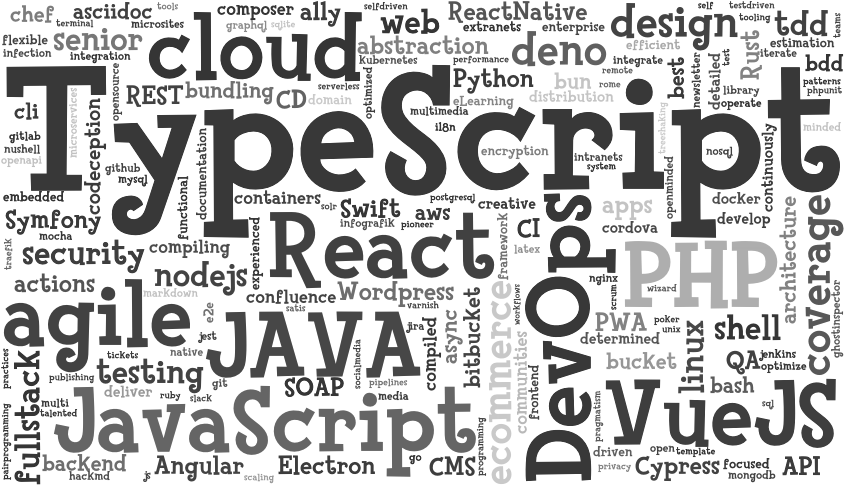 chef
asciidoc
tools
composer
ally
selfdriven
ReactNative
self
testdriven
terminal
microsites
graphql
sqlite
web
extranets
enterprise
design
tooling
tdd
teams
flexible
senior
cloud
abstraction
deno
efficient
Rust
estimation
infection
integration
Kubernetes
performance
integrate
best
newsletter
test
iterate
bdd
opensource
REST
bundling
serverless
optimized
Python
bun
remote
detailed
library
patterns
cli
microservices
CD
domain
eLearning
distribution
rome
operate
phpunit
TypeScript
gitlab
codeception
multimedia
i18n
treeshaking
minded
nushell
openapi
github
mysql
functional
documentation
encryption
intranets
system
openminded
nosql
continuously
embedded
containers
postgresql
creative
docker
Symfony
solr
Swift
aws
apps
develop
mocha
infografik
pioneer
CI
cordova
traefik
security
compiling
experienced
React
framework
latex
DevOps
PHP
architecture
coverage
actions
nodejs
nginx
wizard
markdown
confluence
Wordpress
scrum
ghostinspector
agile
e2e
satis
varnish
bitbucket
ecommerce
workflows
PWA
poker
unix
linux
shell
jest
JAVA
jira
async
communities
determined
practices
tickets
native
socialmedia
compiled
bucket
QA
jenkins
optimize
publishing
testing
git
SOAP
pipelines
frontend
bash
fullstack
deliver
ruby
slack
media
multi
talented
JavaScript
pragmatism
VueJS
sql
pairprogramming
programming
backend
hackmd
js
Angular
scaling
Electron
go
CMS
driven
privacy
open
template
Cypress
focused
mongodb
API